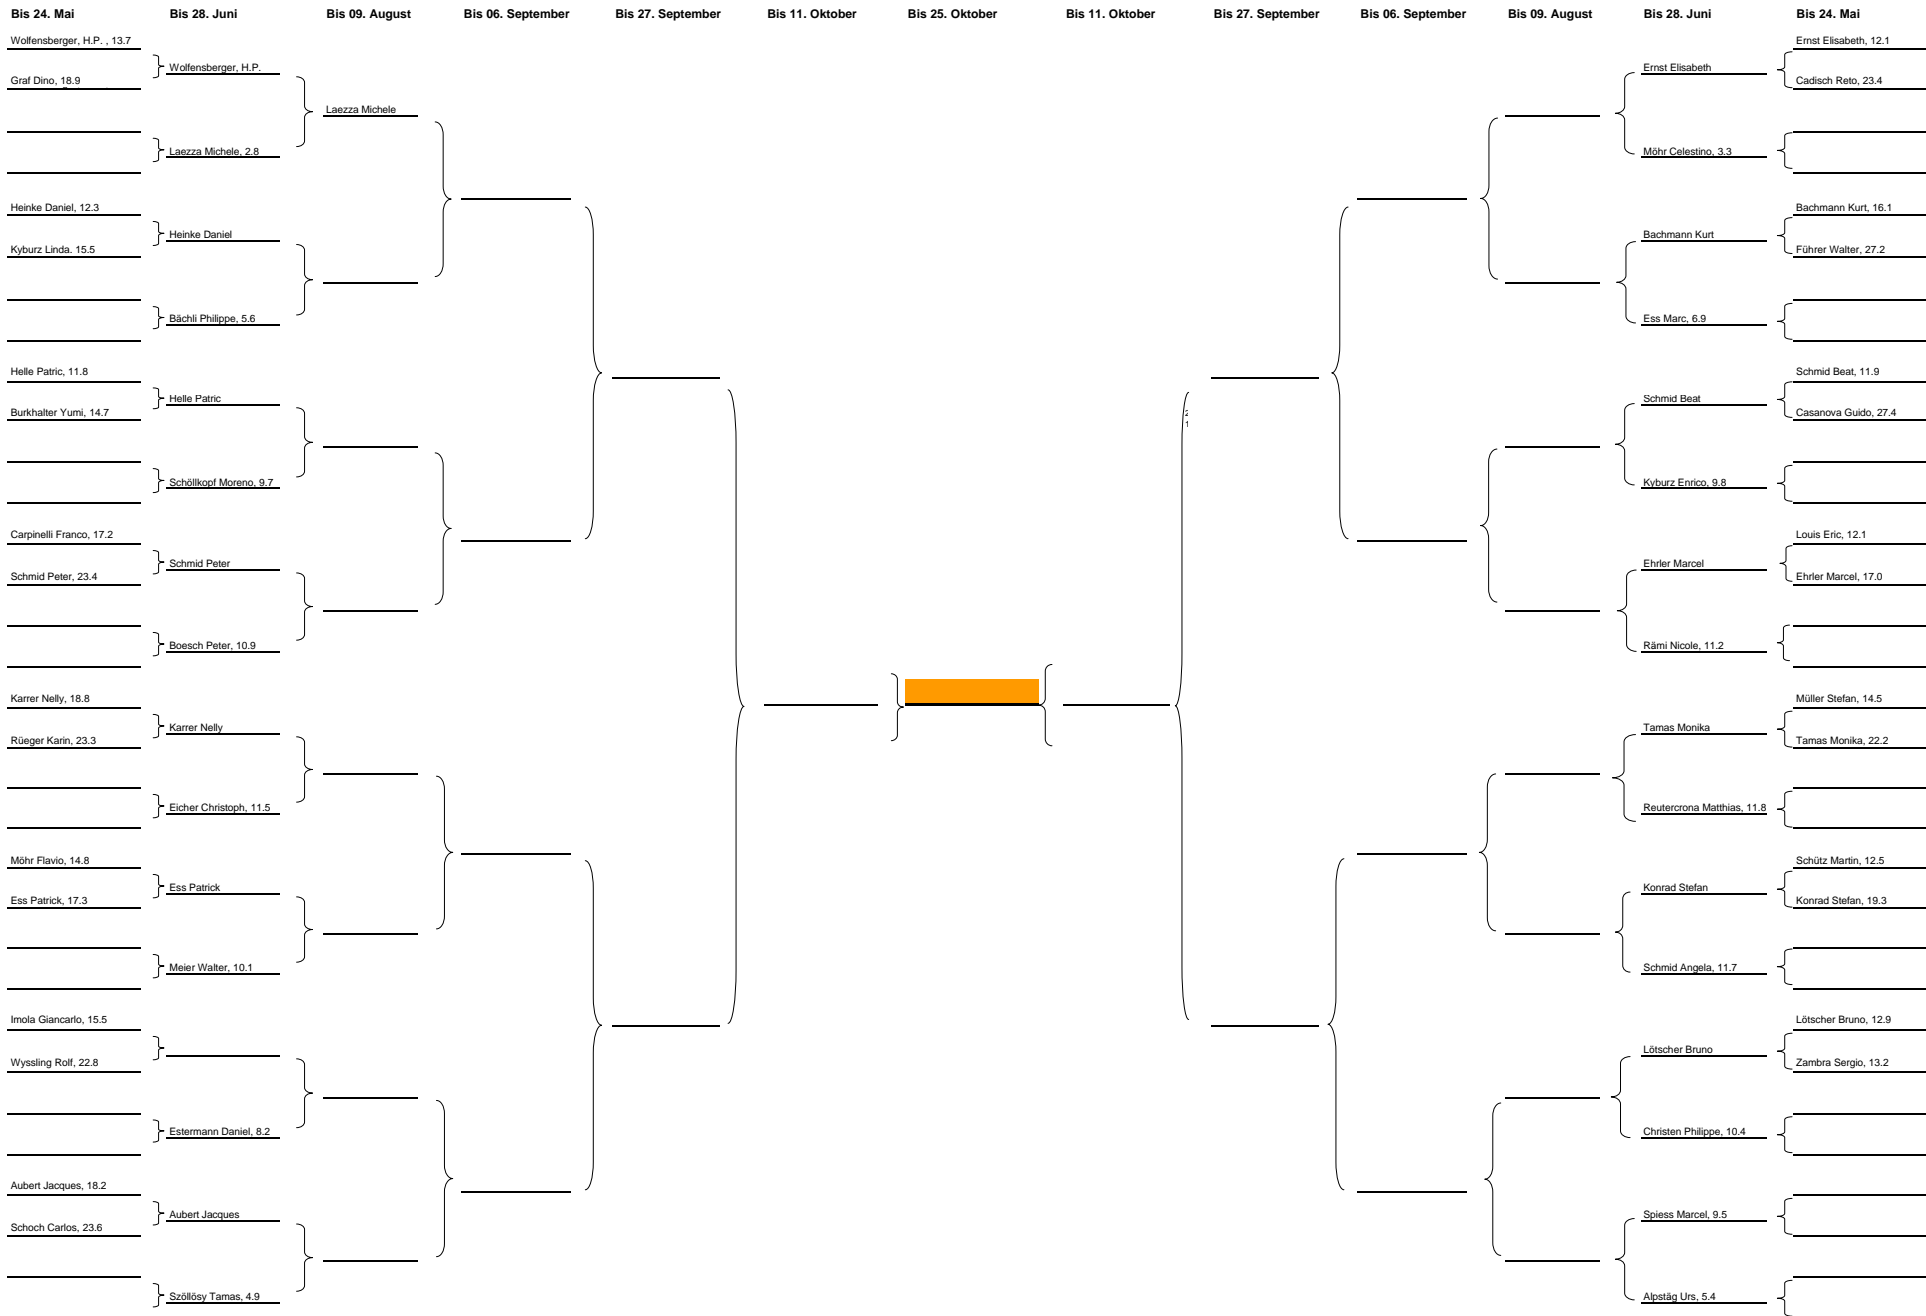 Bis 24. Mai Bis 28. Juni Bis 09. August Bis 06. September Bis 27. September Bis 11. Oktober Bis 25. Oktober Bis 11. Oktober Bis 27. September Bis 06. September Bis 09. August Bis 28. Juni Bis 24. Mai
Wolfensberger, H.P. , 13.7 Ernst Elisabeth, 12.1
Wolfensberger, H.P. Ernst Elisabeth
Graf Dino, 18.9 Cadisch Reto, 23.4
Laezza Michele
Laezza Michele, 2.8 Möhr Celestino, 3.3
Heinke Daniel, 12.3 Bachmann Kurt, 16.1
Heinke Daniel Bachmann Kurt
Kyburz Linda. 15.5 Führer Walter, 27.2
Bächli Philippe, 5.6 Ess Marc, 6.9
Helle Patric, 11.8 Schmid Beat, 11.9
Helle Patric Schmid Beat
Burkhalter Yumi, 14.7 Casanova Guido, 27.4
Schöllkopf Moreno, 9.7 Kyburz Enrico, 9.8
Carpinelli Franco, 17.2 Louis Eric, 12.1
Schmid Peter Ehrler Marcel
Schmid Peter, 23.4 Ehrler Marcel, 17.0
Boesch Peter, 10.9 Rämi Nicole, 11.2
Karrer Nelly, 18.8 Müller Stefan, 14.5
Karrer Nelly Tamas Monika
Rüeger Karin, 23.3 Tamas Monika, 22.2
Eicher Christoph, 11.5 Reutercrona Matthias, 11.8
Möhr Flavio, 14.8 Schütz Martin, 12.5
Ess Patrick Konrad Stefan
Ess Patrick, 17.3 Konrad Stefan, 19.3
Meier Walter, 10.1 Schmid Angela, 11.7
Imola Giancarlo, 15.5 Lötscher Bruno, 12.9
Lötscher Bruno
Wyssling Rolf, 22.8 Zambra Sergio, 13.2
Estermann Daniel, 8.2 Christen Philippe, 10.4
Aubert Jacques, 18.2
Aubert Jacques Spiess Marcel, 9.5
Schoch Carlos, 23.6
Szöllösy Tamas, 4.9 Alpstäg Urs, 5.4